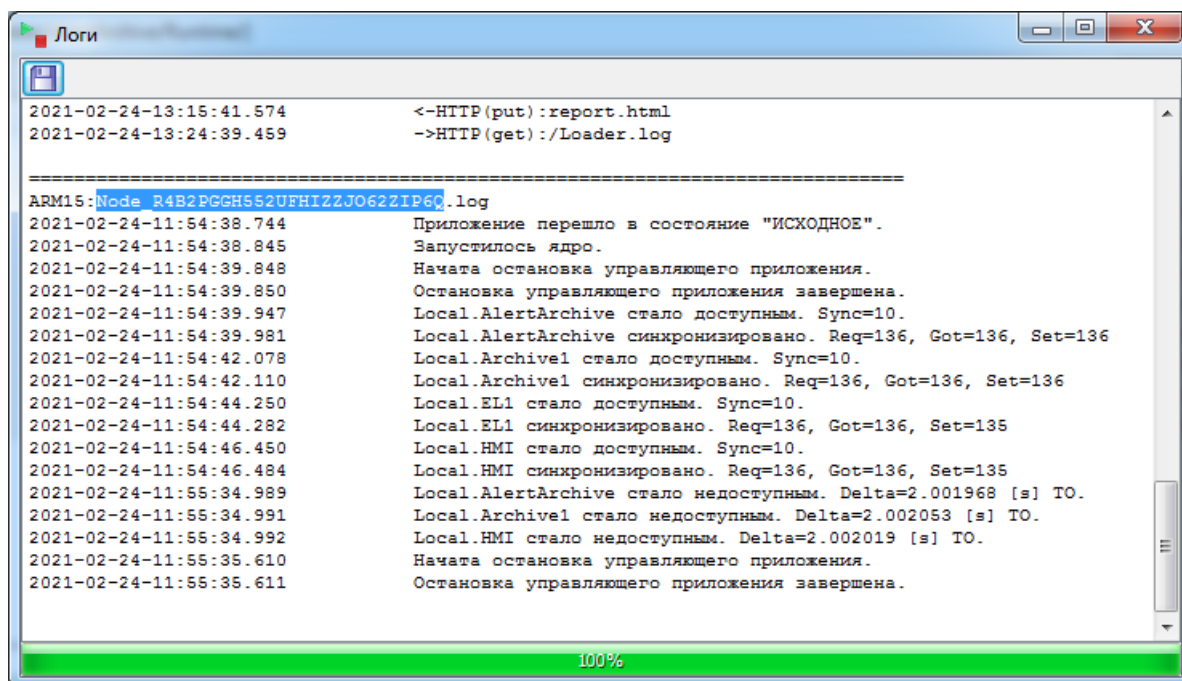 Логи
2021-02-24-13:15:41.574 <-HTTP(put):report.html
2021-02-24-13:24:39.459 ->HTTP(get):/Loader.log
================================================================================
ARM15:Node_R4B2PGGH552UFHIZZJO62ZIP6Q.log
2021-02-24-11:54:38.744 Приложение перешло в состояние "ИСХОДНОЕ".
2021-02-24-11:54:38.845 Запустилось ядро.
2021-02-24-11:54:39.848 Начата остановка управляющего приложения.
2021-02-24-11:54:39.850 Остановка управляющего приложения завершена.
2021-02-24-11:54:39.947 Local.AlertArchive стало доступным. Sync=10.
2021-02-24-11:54:39.981 Local.AlertArchive синхронизировано. Req=136, Got=136, Set=136
2021-02-24-11:54:42.078 Local.Archive1 стало доступным. Sync=10.
2021-02-24-11:54:42.110 Local.Archive1 синхронизировано. Req=136, Got=136, Set=136
2021-02-24-11:54:44.250 Local.EL1 стало доступным. Sync=10.
2021-02-24-11:54:44.282 Local.EL1 синхронизировано. Req=136, Got=136, Set=135
2021-02-24-11:54:46.450 Local.HMI стало доступным. Sync=10.
2021-02-24-11:54:46.484 Local.HMI синхронизировано. Req=136, Got=136, Set=135
2021-02-24-11:55:34.989 Local.AlertArchive стало недоступным. Delta=2.001968 [s] TO.
2021-02-24-11:55:34.991 Local.Archive1 стало недоступным. Delta=2.002053 [s] TO.
2021-02-24-11:55:34.992 Local.HMI стало недоступным. Delta=2.002019 [s] TO.
2021-02-24-11:55:35.610 Начата остановка управляющего приложения.
2021-02-24-11:55:35.611 Остановка управляющего приложения завершена.
100%